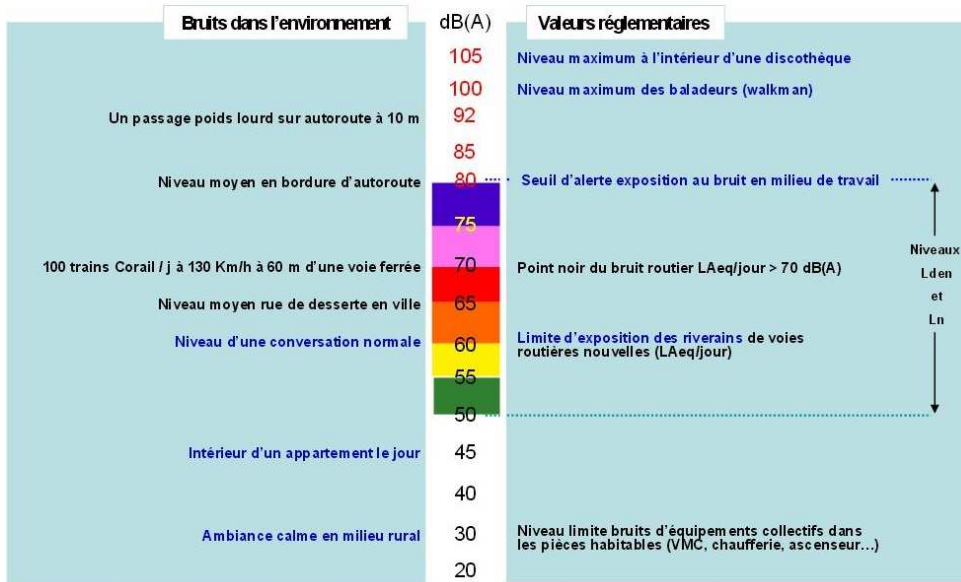 Bruits dans l'environnement
dB(A)
Valeurs réglementaires
105
Niveau maximum à l'intérieur d'une discothèque
100
Niveau maximum des baladeurs (walkman)
Un passage poids lourd sur autoroute à 10 m
92
85
Niveau moyen en bordure d'autoroute
80
Seuil d'alerte exposition au bruit en milieu de travail
75
100 trains Corail / j à 130 Km/h à 60 m d'une voie ferrée
70
Point noir du bruit routier LAeq/jour > 70 dB(A)
Niveau moyen rue de desserte en ville
65
Niveau d'une conversation normale
60
Limite d'exposition des riverains de voies
routières nouvelles (LAeq/jour)
55
50
Niveaux
Lden
et
Ln
Intérieur d'un appartement le jour
45
40
Ambiance calme en milieu rural
30
Niveau limite bruits d'équipements collectifs dans
les pièces habitables (VMC, chaufferie, ascenseur...)
20